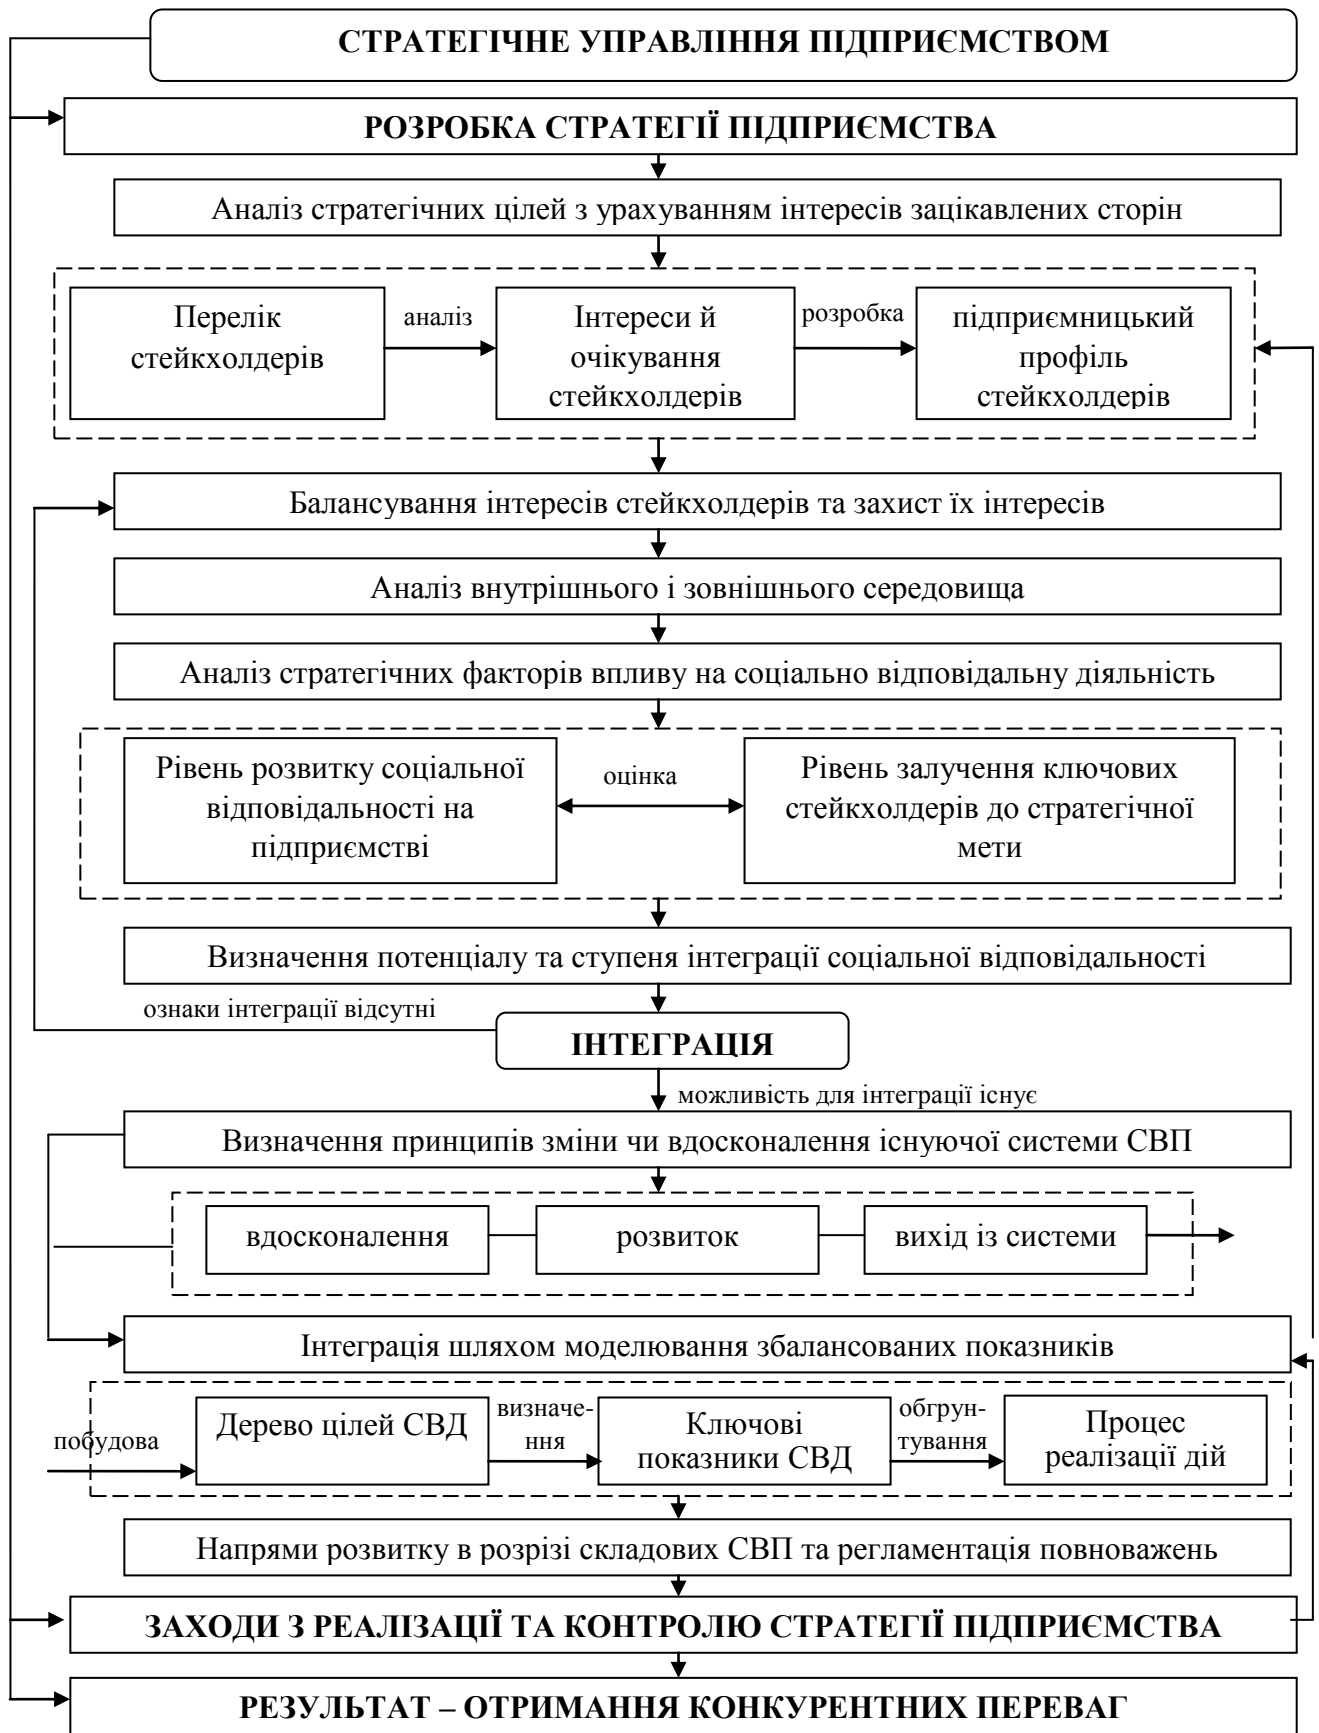 СТРАТЕГІЧНЕ УПРАВЛІННЯ ПІДПРИЄМСТВОМ
РОЗРОБКА СТРАТЕГІЇ ПІДПРИЄМСТВА
Аналіз стратегічних цілей з урахуванням інтересів зацікавлених сторін
Перелік
стейкхолдерів
аналіз
Інтереси й
очікування
стейкхолдерів
розробка
підприємницький
профіль
стейкхолдерів
Балансування інтересів стейкхолдерів та захист їх інтересів
Аналіз внутрішнього і зовнішнього середовища
Аналіз стратегічних факторів впливу на соціально відповідальну діяльність
Рівень розвитку соціальної
відповідальності на
підприємстві
оцінка
Рівень залучення ключових
стейкхолдерів до стратегічної
мети
Визначення потенціалу та ступеня інтеграції соціальної відповідальності
ознаки інтеграції відсутні
ІНТЕГРАЦІЯ
можливість для інтеграції існує
Визначення принципів зміни чи вдосконалення існуючої системи СВП
вдосконалення
розвиток
вихід із системи
Інтеграція шляхом моделювання збалансованих показників
побудова
Дерево цілей СВД
визначе-
ння
Ключові
показники СВД
обгрун-
тування
Процес
реалізації дій
Напрями розвитку в розрізі складових СВП та регламентація повноважень
ЗАХОДИ З РЕАЛІЗАЦІЇ ТА КОНТРОЛЮ СТРАТЕГІЇ ПІДПРИЄМСТВА
РЕЗУЛЬТАТ – ОТРИМАННЯ КОНКУРЕНТНИХ ПЕРЕВАГ